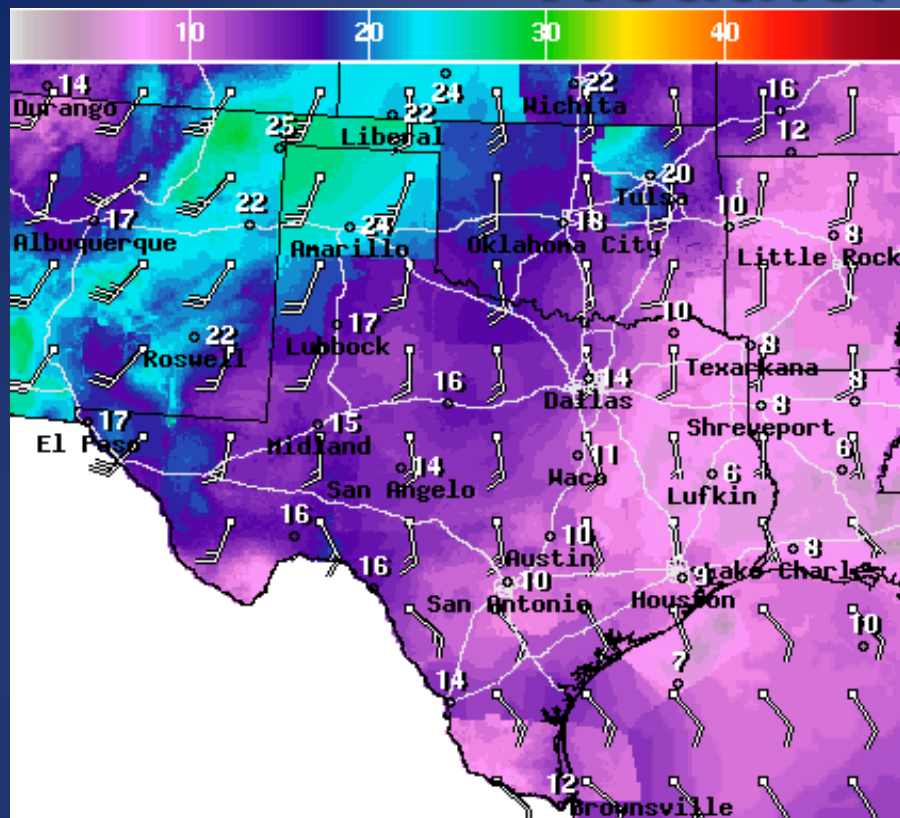 10 20 30 40
14
Durango
24
22
Wichita
16
22
Liberal
25
12
20
Tulsa
17
Albuquerque
22
24
Amarillo
18
Oklahoma City
10
8
Little Rock
17
Lubbock
22
Roswell
10
8
Texarkana
16
14
Dallas
8
8
Shreveport
17
El Paso
15
Midland
14
San Angelo
11
Waco
6
Lufkin
6
16
10
Austin
8
Lake Charles
16
10
San Antonio
9
Houston
10
14
7
12
Brownsville